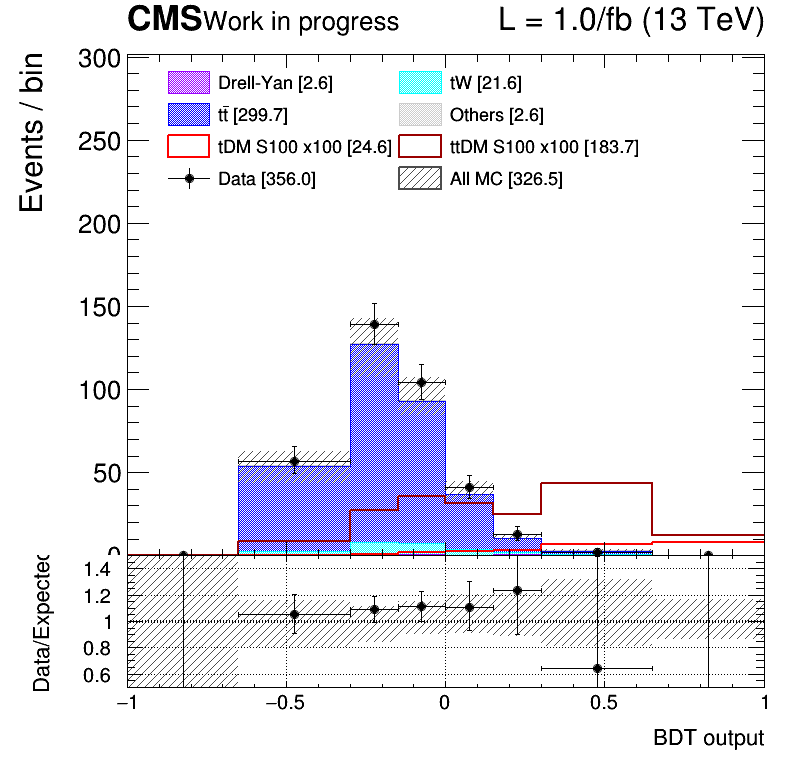 CMS Work in progress L = 1.0/fb (13 TeV)
Events / bin
300
250
200
150
100
50
0
Drell-Yan [2.6] tW [21.6]
tt̄ [299.7] Others [2.6]
tDM S100 x100 [24.6] ttDM S100 x100 [183.7]
Data [356.0] All MC [326.5]
Data/Expected
1.4
1.2
1
0.8
0.6
−1 −0.5 0 0.5 1
BDT output